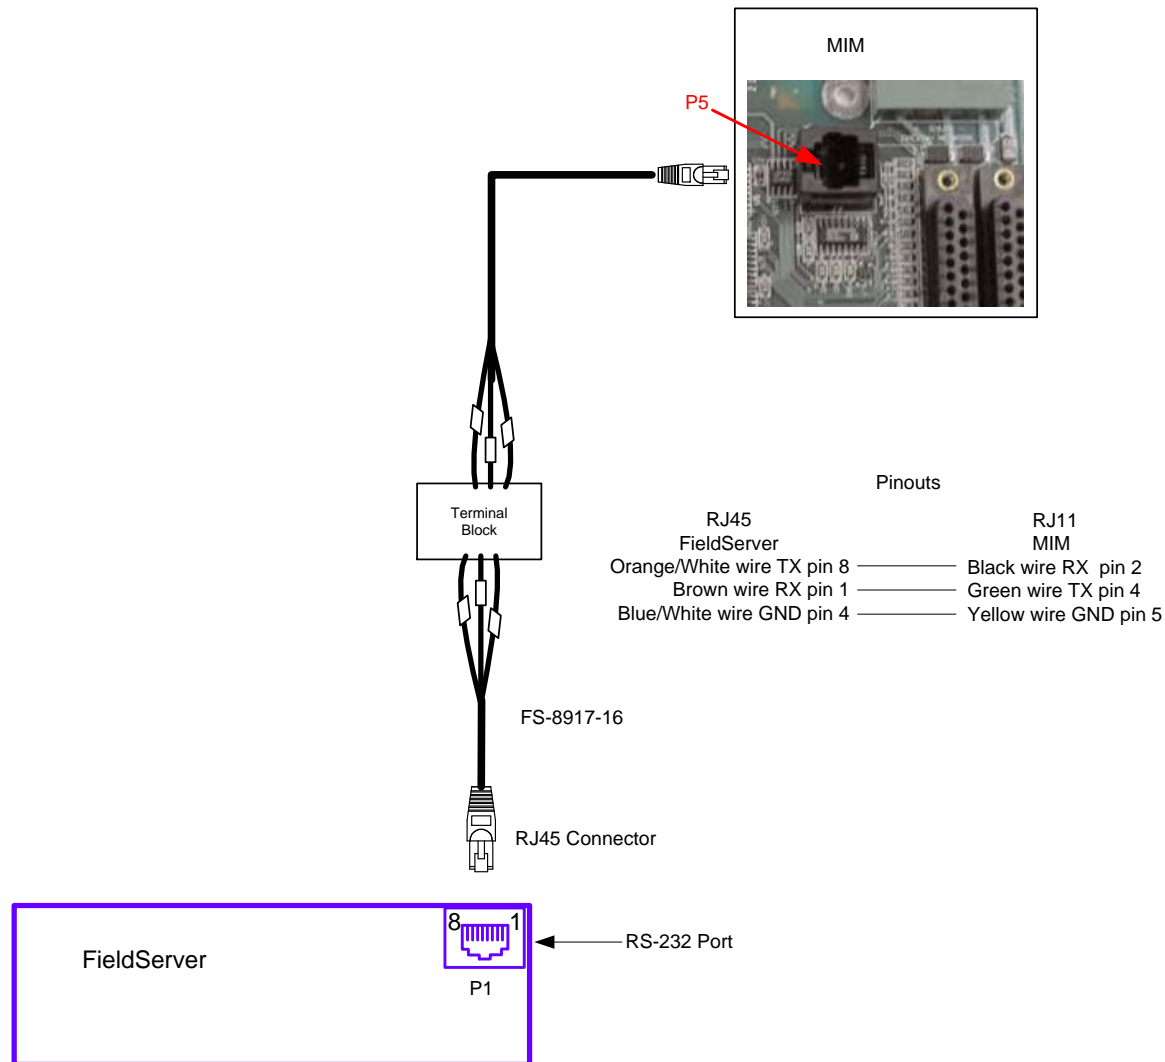 MIM
P5
Terminal
Block
Pinouts
RJ45
RJ11
FieldServer
MIM
Orange/White wire TX pin 8
Black wire RX pin 2
Brown wire RX pin 1
Green wire TX pin 4
Blue/White wire GND pin 4
Yellow wire GND pin 5
FS-8917-16
RJ45 Connector
8
1
RS-232 Port
FieldServer
P1